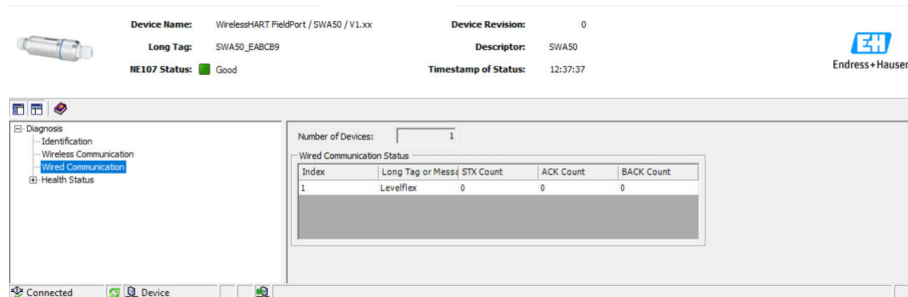 Device Name: WirelessHART FieldPort / SWA50 / V1.xx Device Revision: 0
Long Tag: SWA50_EABCB9 Descriptor: SWA50
NE107 Status: Good Timestamp of Status: 12:37:37
EH
Endress+Hauser
Diagnosis
Identification
Wireless Communication
Wired Communication
Health Status
Number of Devices: 1
Wired Communication Status
Index Long Tag or Messa STX Count ACK Count BACK Count
1 Levelflex 0 0 0
Connected Device